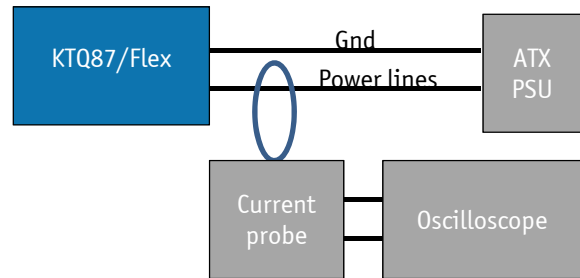 KTQ87/Flex
Gnd
Power lines
ATX
PSU
Current
probe
Oscilloscope